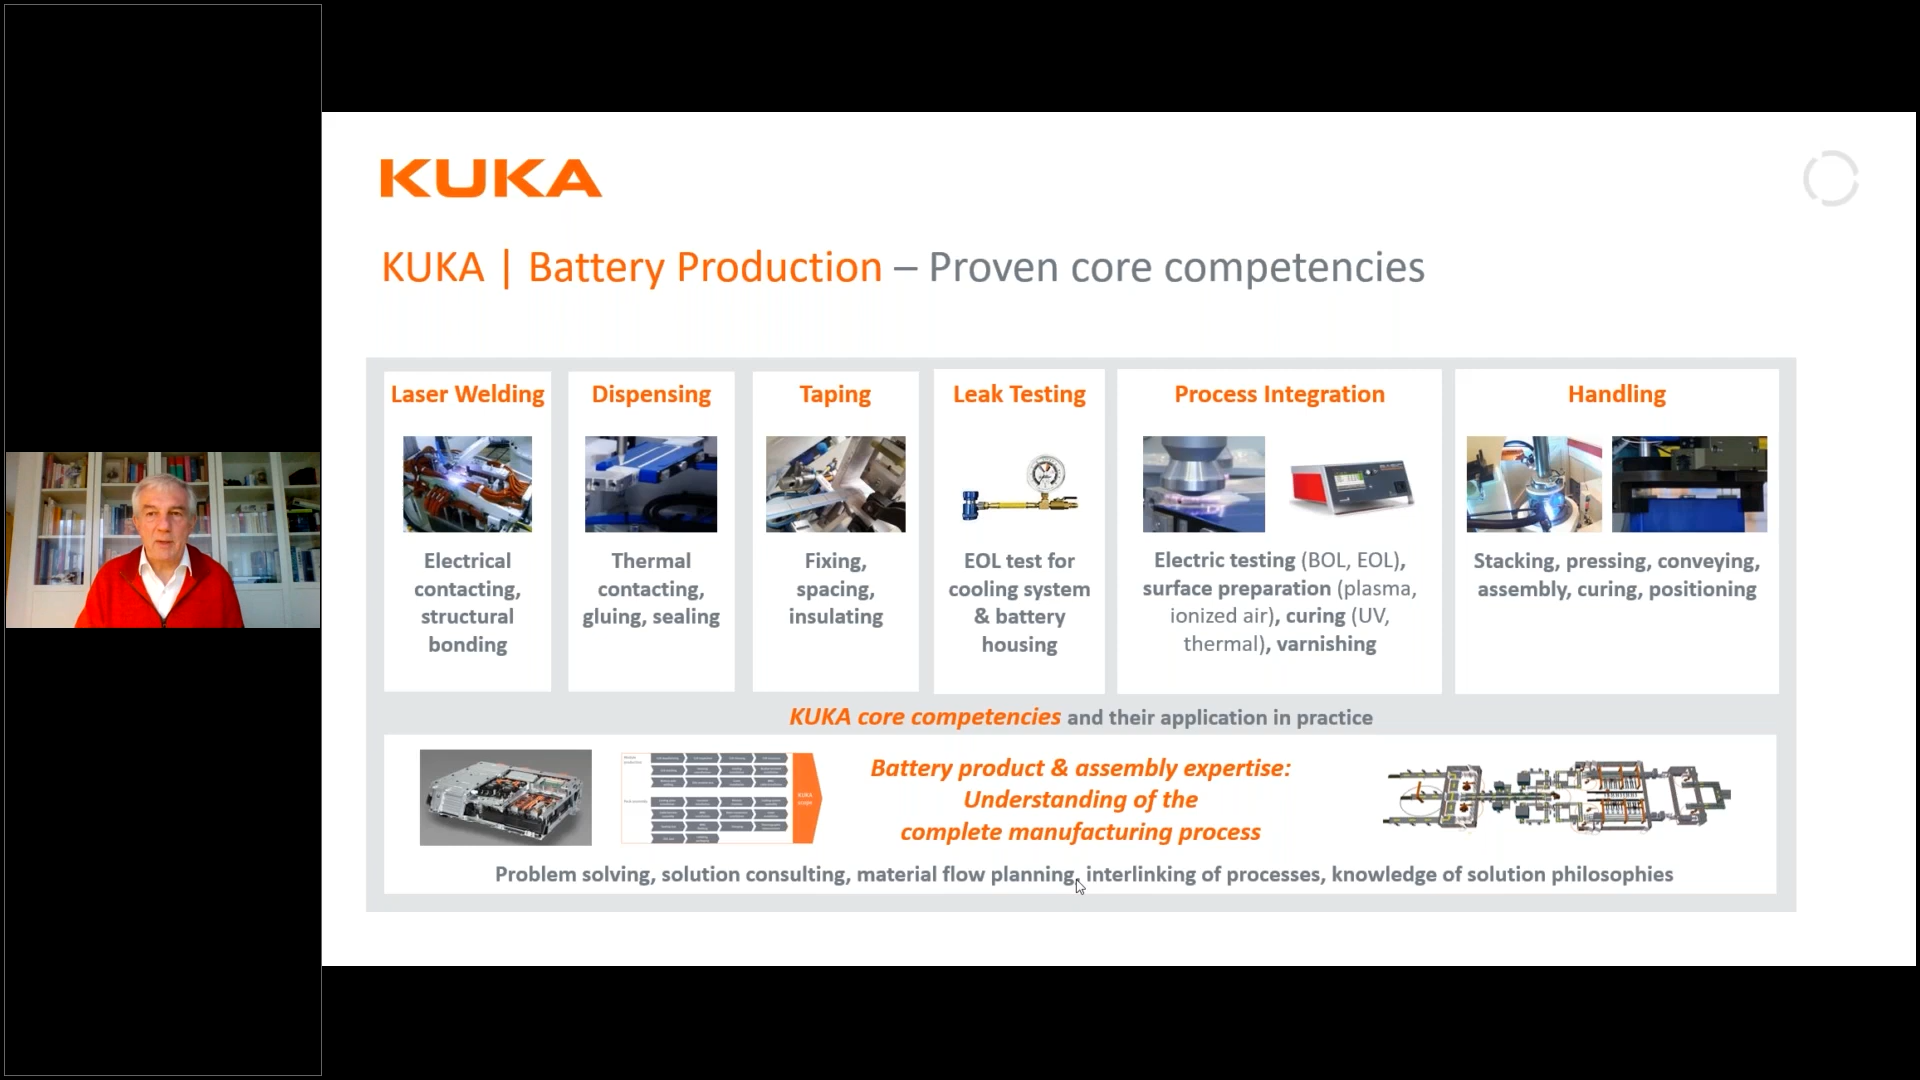 KUKA
KUKA | Battery Production – Proven core competencies
Laser Welding
Electrical
contacting,
structural
bonding
Dispensing
Thermal
contacting,
gluing, sealing
Taping
Fixing,
spacing,
insulating
Leak Testing
EOL test for
cooling system
& battery
housing
Process Integration
Electric testing (BOL, EOL),
surface preparation (plasma,
ionized air), curing (UV,
thermal), varnishing
Handling
Stacking, pressing, conveying,
assembly, curing, positioning
KUKA core competencies and their application in practice
KUKA
Battery product & assembly expertise:
Understanding of the
complete manufacturing process
Problem solving, solution consulting, material flow planning, interlinking of processes, knowledge of solution philosophies